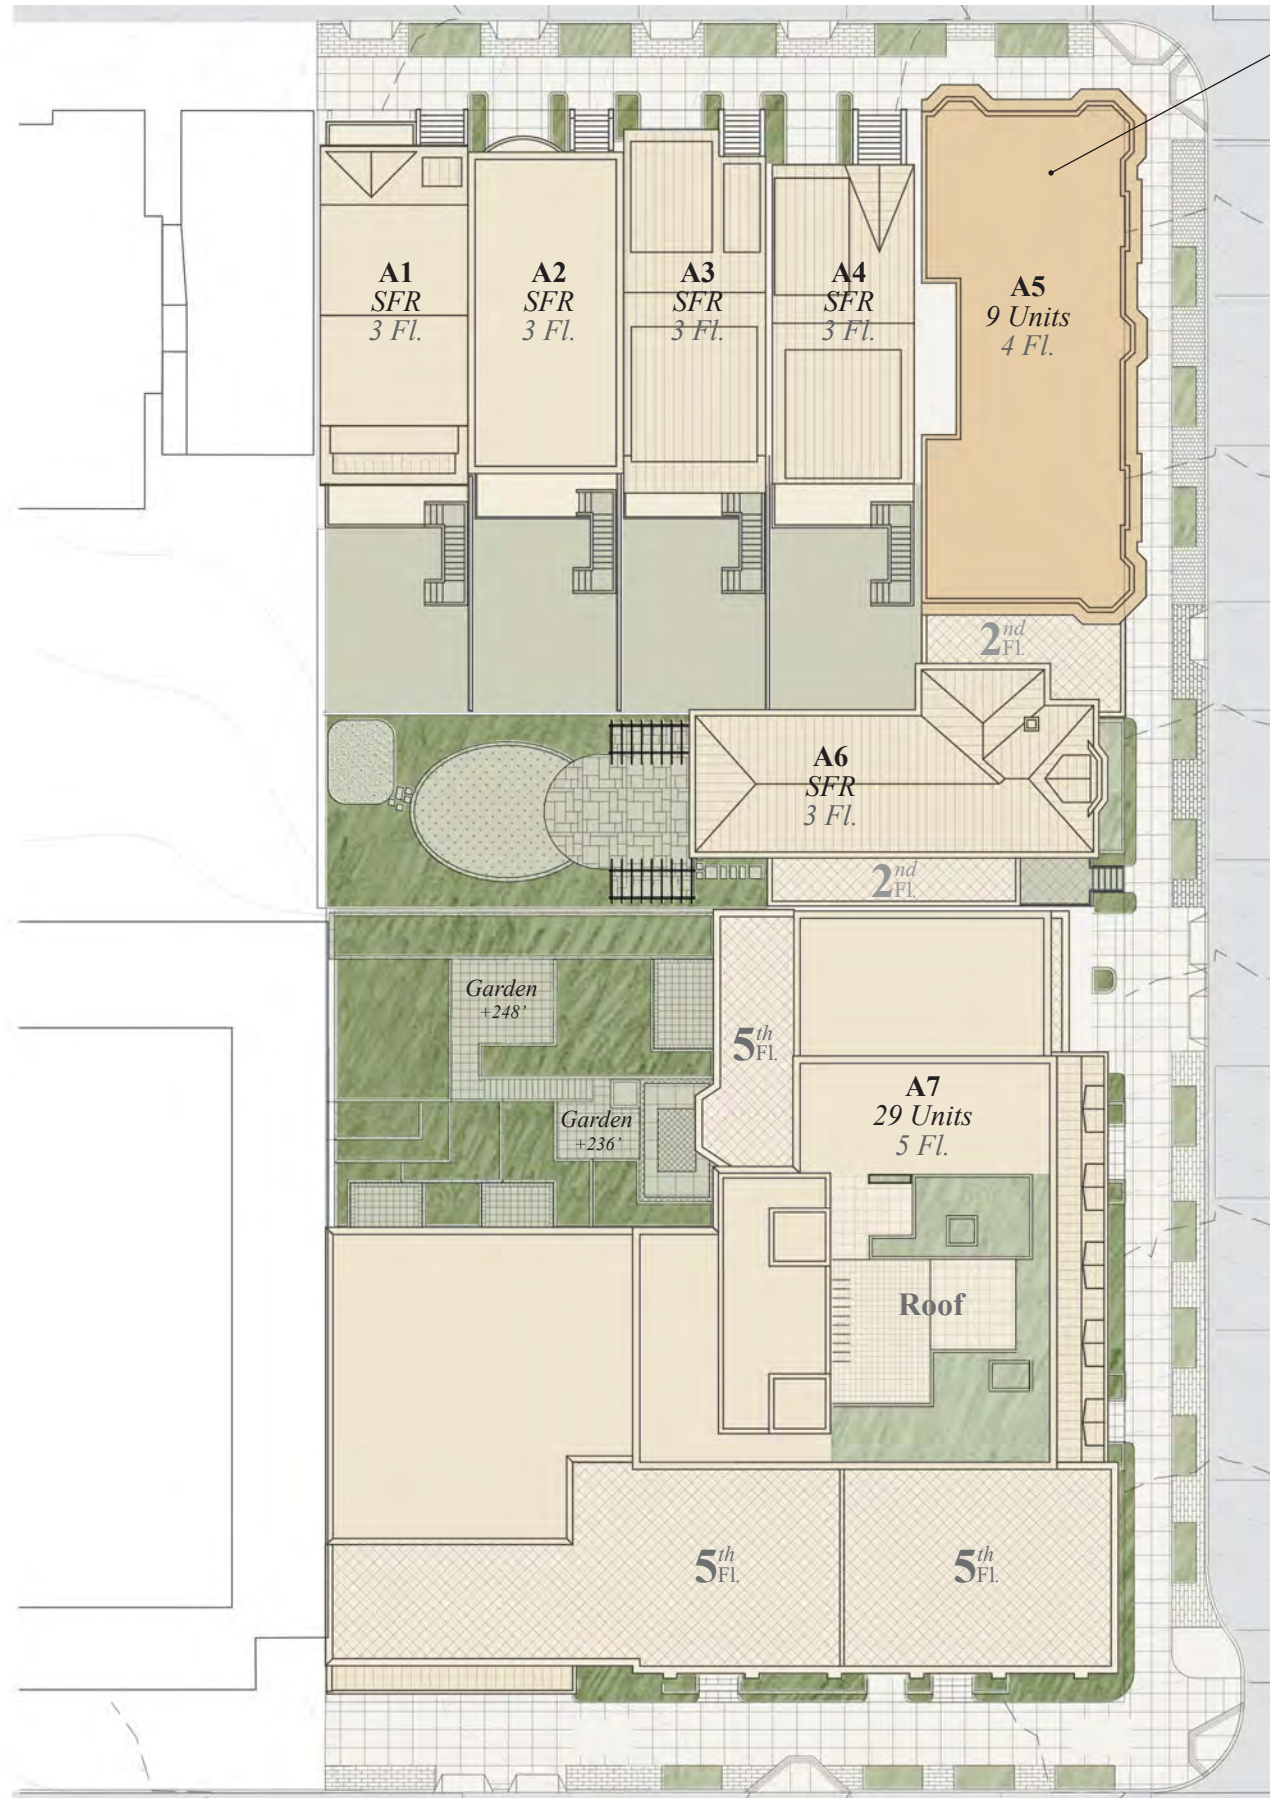 A1
SFR
3 Fl.
A2
SFR
3 Fl.
A3
SFR
3 Fl.
A4
SFR
3 Fl.
A5
9 Units
4 Fl.
2nd Fl.
A6
SFR
3 Fl.
2nd Fl.
Garden
+248'
5th Fl.
A7
29 Units
5 Fl.
Garden
+236'
Roof
5th Fl.
5th Fl.